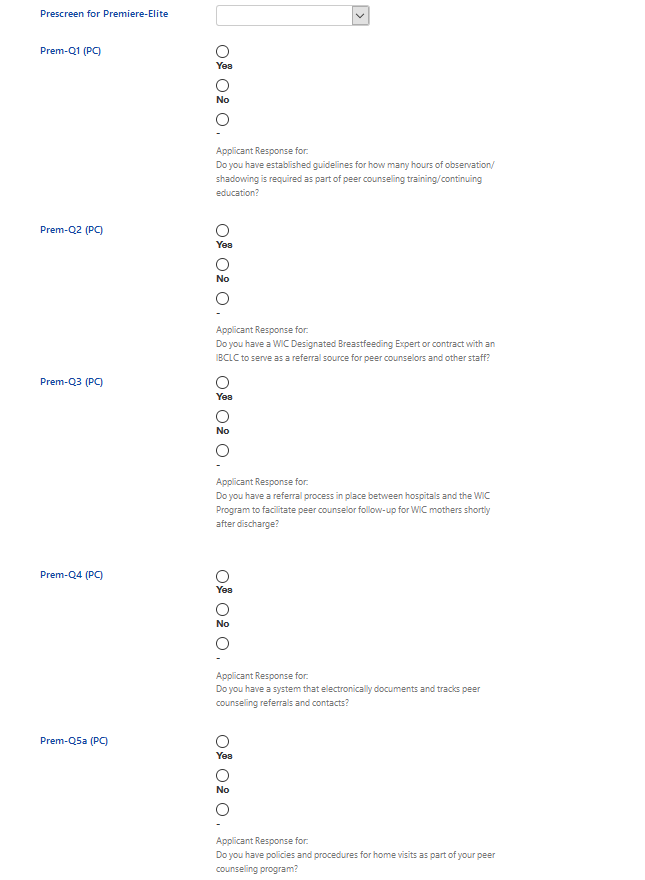 Prescreen for Premiere-Elite
Prem-Q1 (PC)
Yes
No
-
Applicant Response for:
Do you have established guidelines for how many hours of observation/
shadowing is required as part of peer counseling training/continuing
education?
Prem-Q2 (PC)
Yes
No
-
Applicant Response for:
Do you have a WIC Designated Breastfeeding Expert or contract with an
IBCLC to serve as a referral source for peer counselors and other staff?
Prem-Q3 (PC)
Yes
No
-
Applicant Response for:
Do you have a referral process in place between hospitals and the WIC
Program to facilitate peer counselor follow-up for WIC mothers shortly
after discharge?
Prem-Q4 (PC)
Yes
No
-
Applicant Response for:
Do you have a system that electronically documents and tracks peer
counseling referrals and contacts?
Prem-Q5a (PC)
Yes
No
-
Applicant Response for:
Do you have policies and procedures for home visits as part of your peer
counseling program?